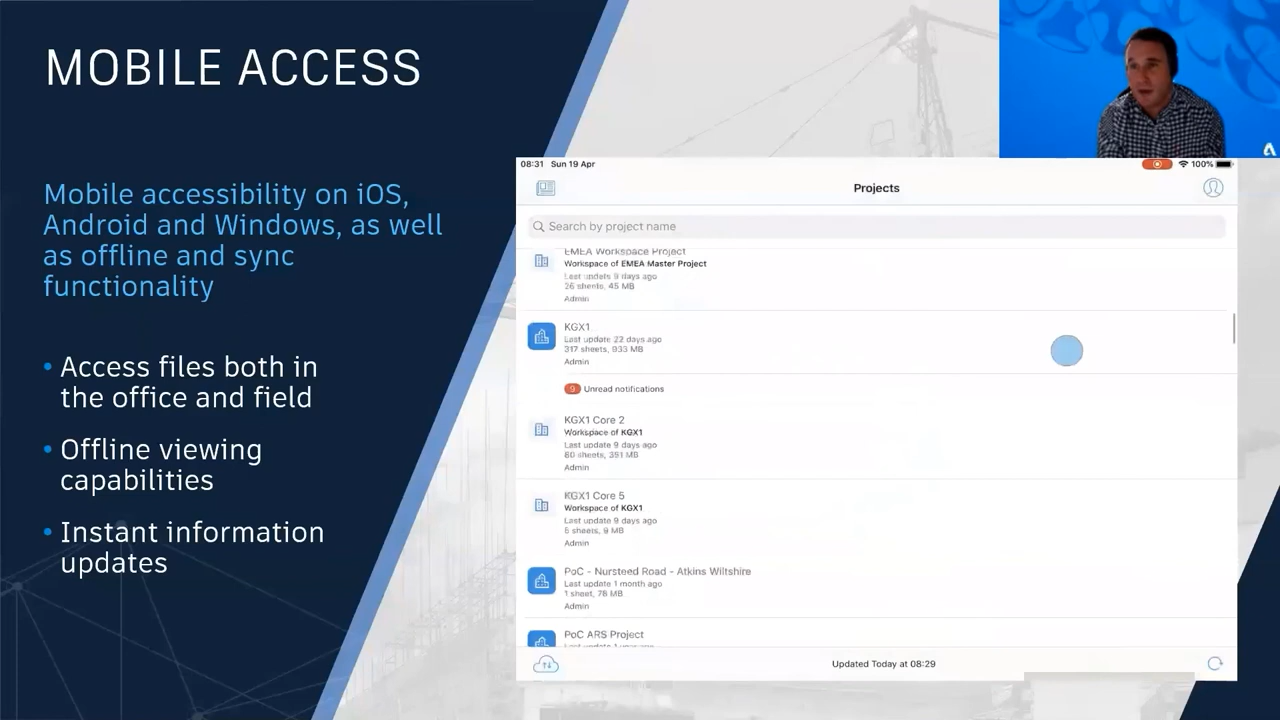 MOBILE ACCESS
Mobile accessibility on iOS,
Android and Windows, as well
as offline and sync
functionality
• Access files both in
the office and field
• Offline viewing
capabilities
• Instant information
updates
08:31 Sun 19 Apr
100%
Projects
Search by project name
EMEA Workspace Project
Workspace of EMEA Master Project
Last update 9 days ago
26 sheets, 45 MB
Admin
KGX1
Last update 22 days ago
317 sheets, 933 MB
Admin
9 Unread notifications
KGX1 Core 2
Workspace of KGX1
Last update 9 days ago
80 sheets, 351 MB
Admin
KGX1 Core 5
Workspace of KGX1
Last update 9 days ago
6 sheets, 9 MB
Admin
PoC - Nursteed Road - Atkins Wiltshire
Last update 1 month ago
1 sheet, 78 MB
Admin
PoC ARS Project
Updated Today at 08:29